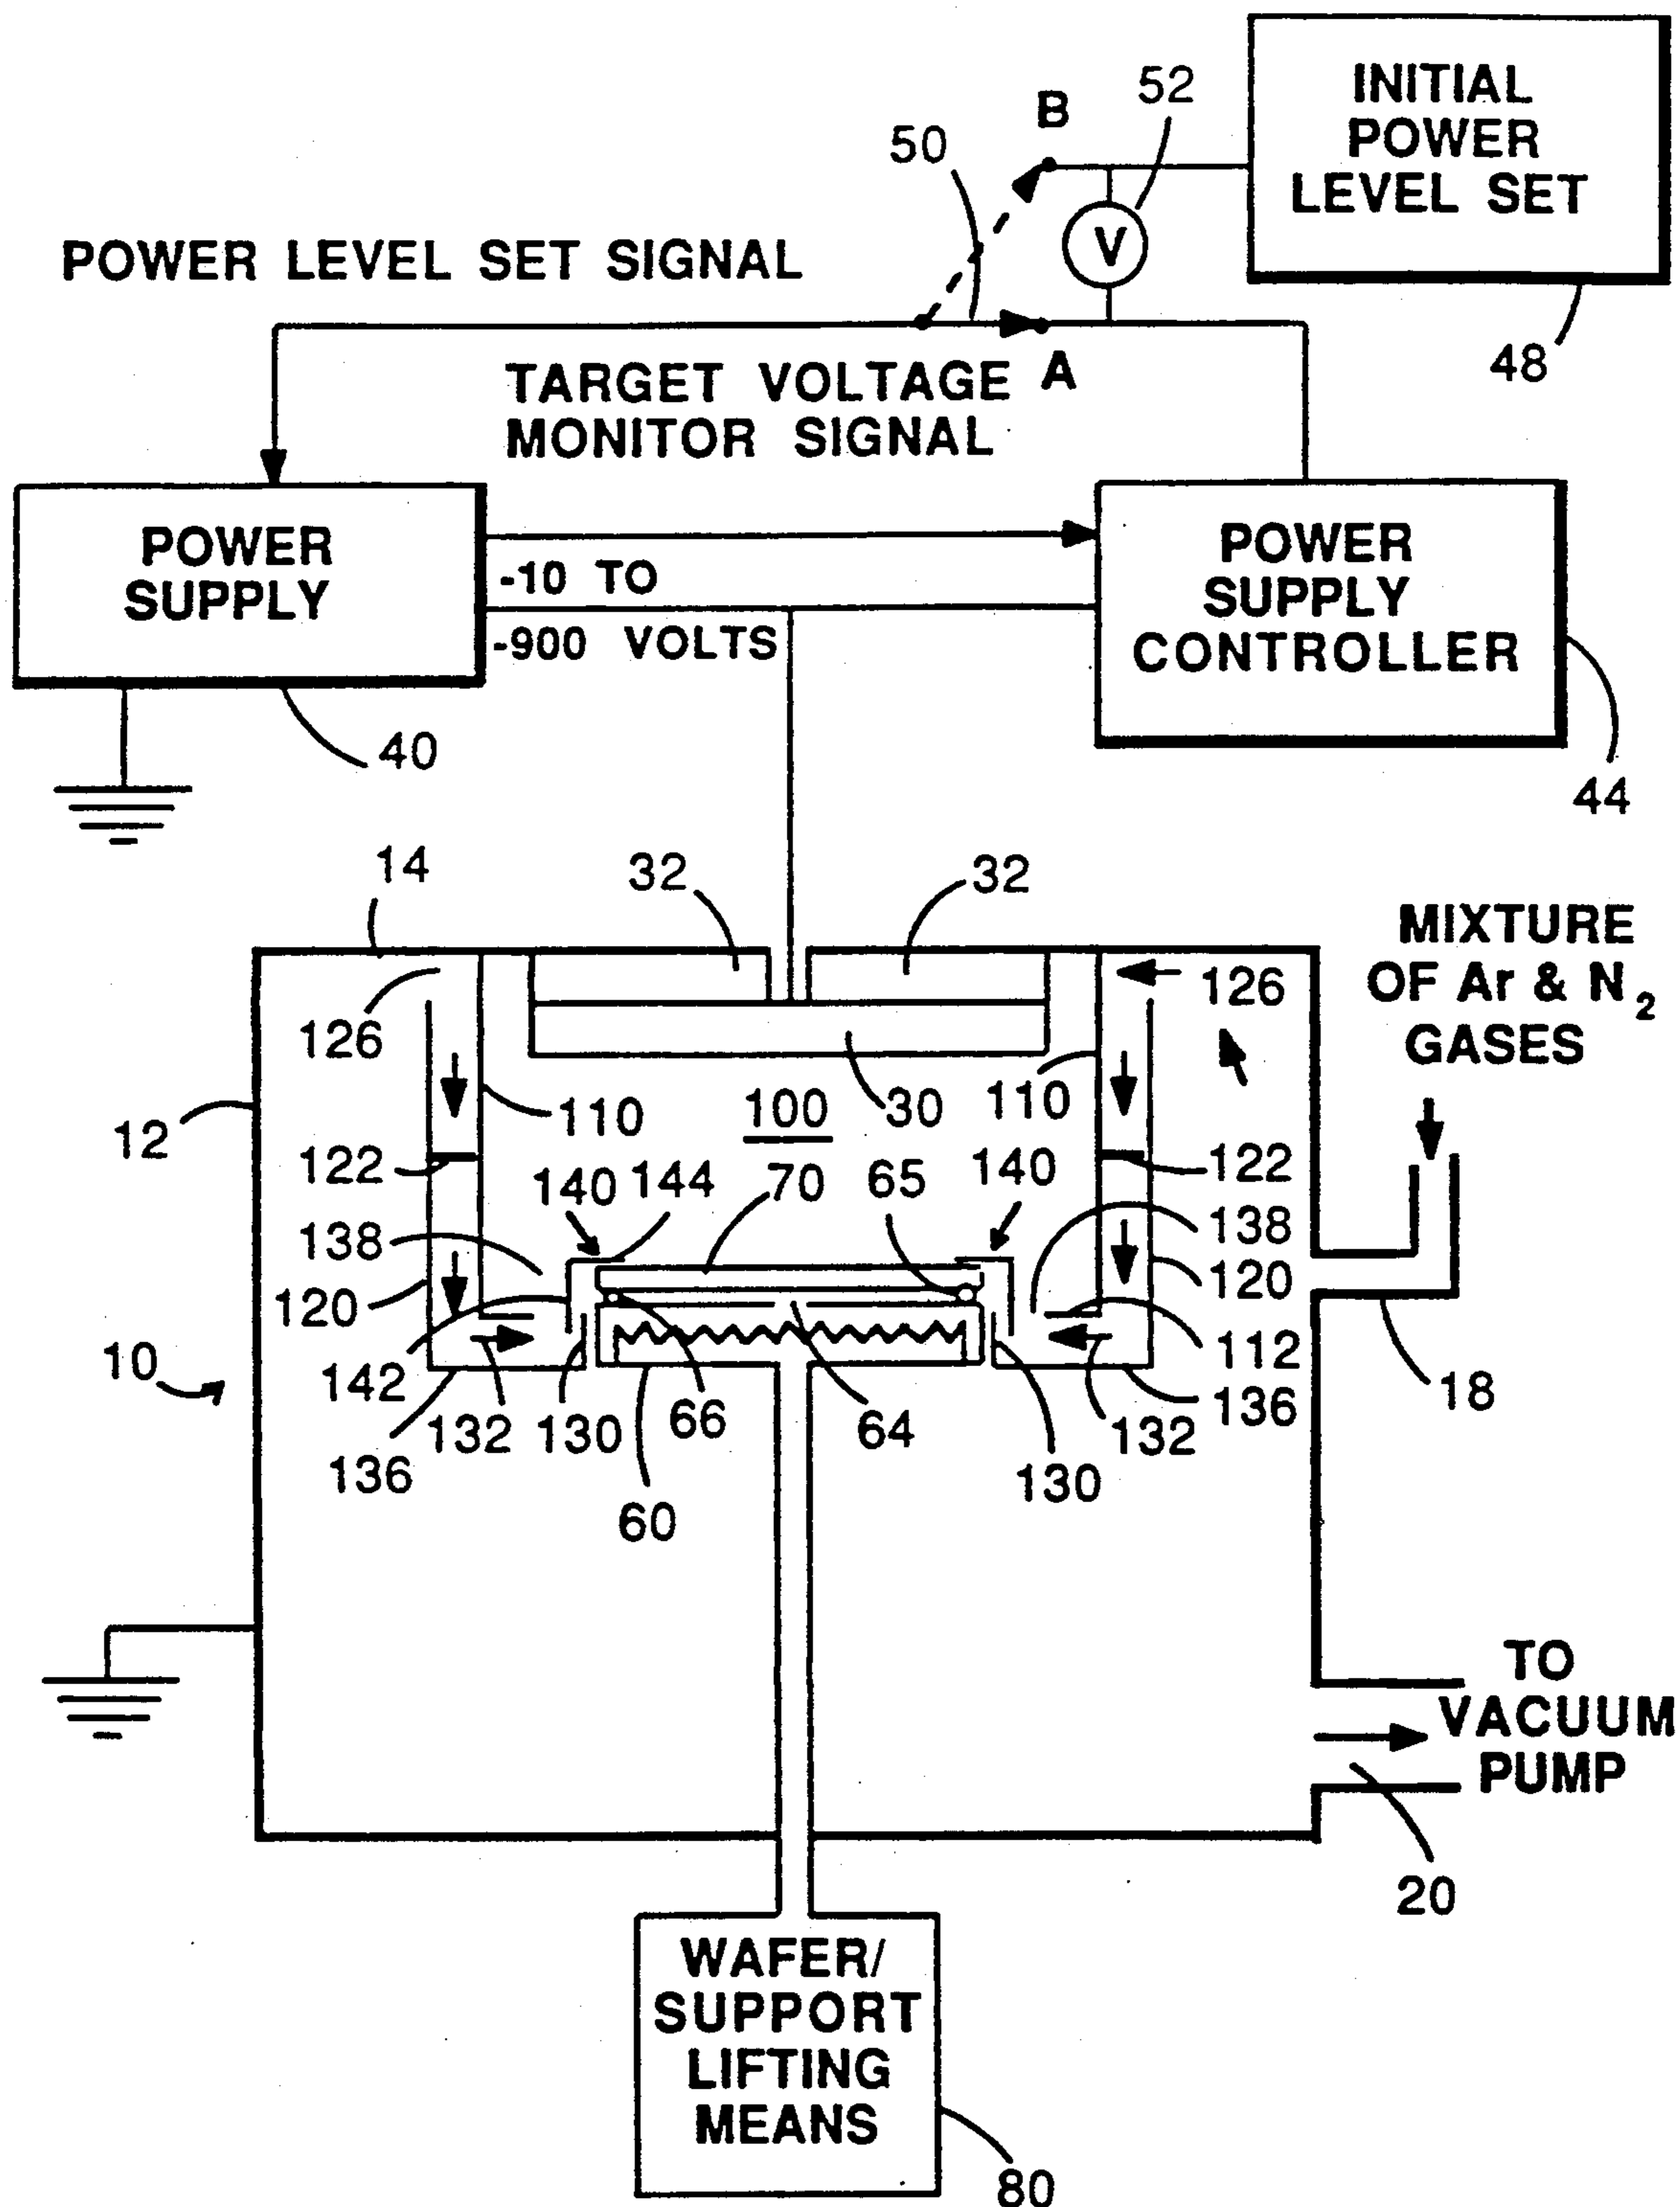 INITIAL
POWER
LEVEL SET
52
B
50
V
POWER LEVEL SET SIGNAL
48
A
TARGET VOLTAGE
MONITOR SIGNAL
POWER
SUPPLY
-10 TO
-900 VOLTS
POWER
SUPPLY
CONTROLLER
40
44
14
32
32
MIXTURE
OF Ar & N2
GASES
126
126
12
110
100
30
110
122
140
144
70
65
140
122
138
138
120
120
10
142
112
136
132
130
66
64
132
136
18
130
60
TO
VACUUM
PUMP
20
WAFER/
SUPPORT
LIFTING
MEANS
80